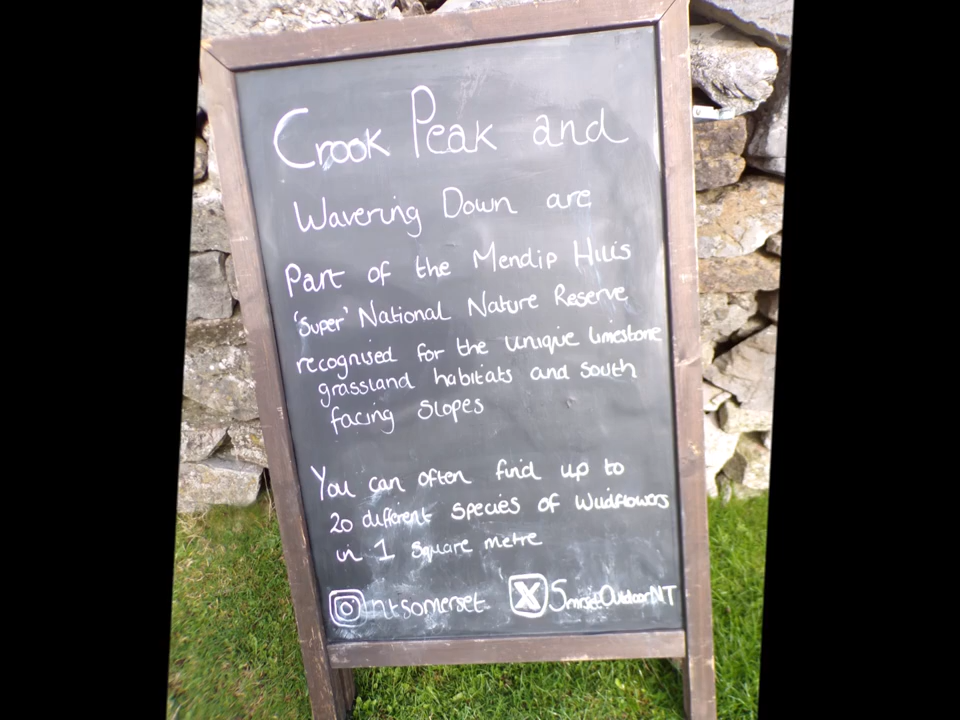 Crook Peak and
Wavering Down are
Part of the Mendip Hills
'Super' National Nature Reserve
recognised for the unique limestone
grassland habitats and south
facing slopes
You can often find up to
20 different species of wildflowers
in 1 square metre
ntsomerset X SmrsetOutdoorNT